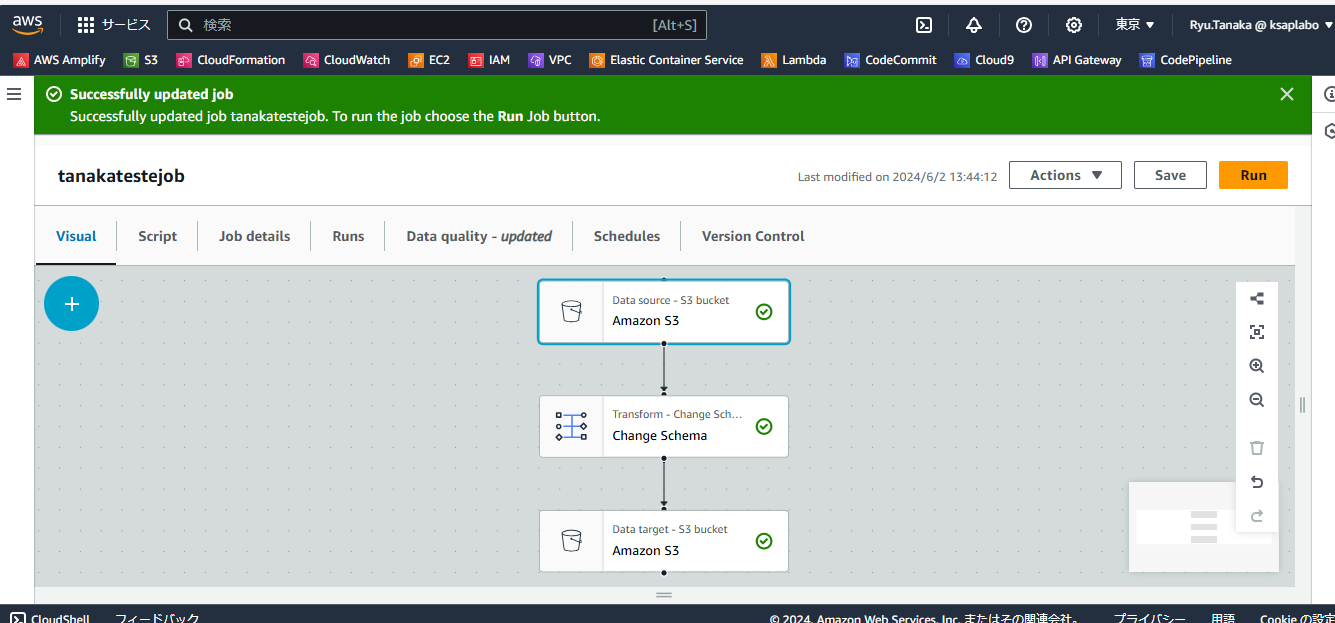 aws サービス 検索 [Alt+S] 東京 ▼ Ryu.Tanaka @ ksaplabo ▼
AWS Amplify S3 CloudFormation CloudWatch EC2 IAM VPC Elastic Container Service Lambda CodeCommit Cloud9 API Gateway CodePipeline
Successfully updated job
Successfully updated job tanakatestejob. To run the job choose the Run Job button.
tanakatestejob Last modified on 2024/6/2 13:44:12 Actions ▼ Save Run
Visual Script Job details Runs Data quality - updated Schedules Version Control
Data source - S3 bucket
Amazon S3
Transform - Change Sch...
Change Schema
Data target - S3 bucket
Amazon S3
CloudShell フィードバック © 2024, Amazon Web Services, Inc. またはその関連会社。 プライバシー 用語 Cookie の設定